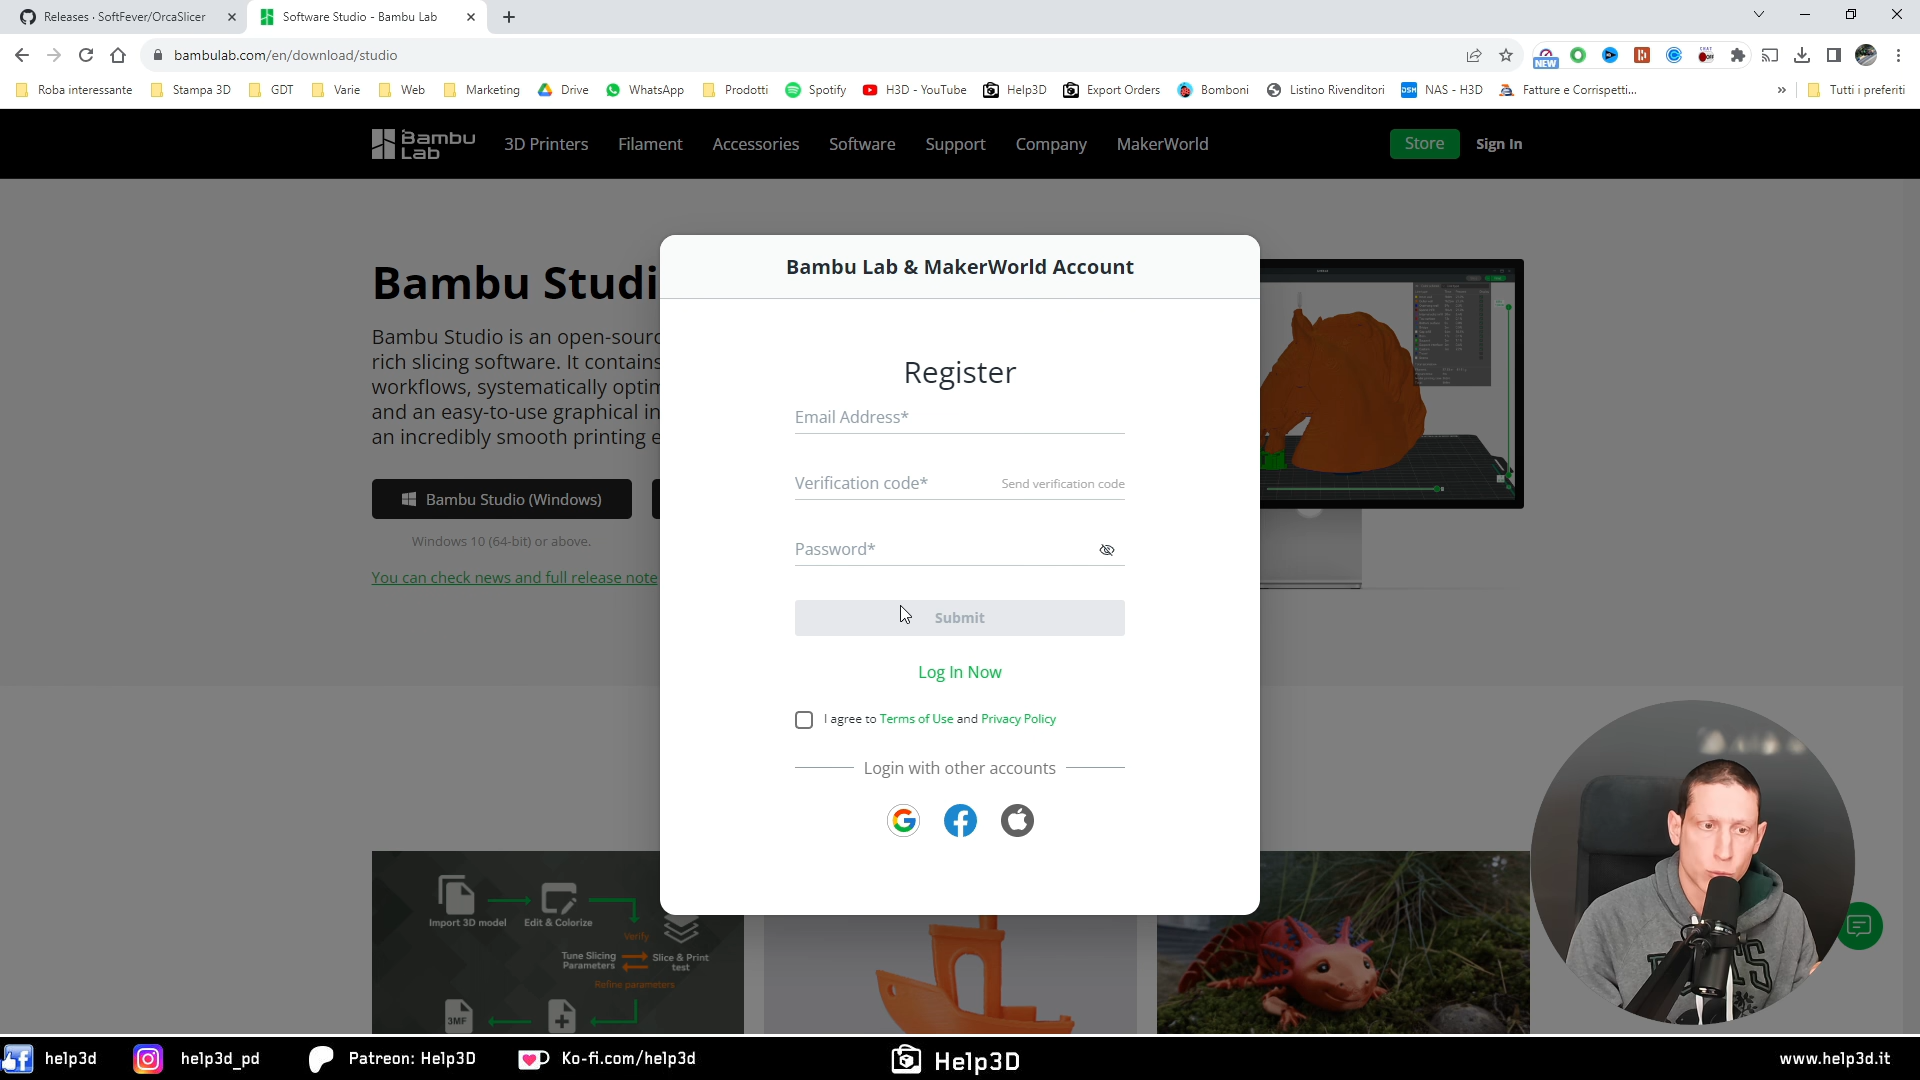 Releases · SoftFever/OrcaSlicer
Software Studio - Bambu Lab
bambulab.com/en/download/studio
NEW
Roba interessante
Stampa 3D
GDT
Varie
Web
Marketing
Drive
WhatsApp
Prodotti
Spotify
H3D - YouTube
Help3D
Export Orders
Bomboni
Listino Rivenditori
NAS - H3D
Fatture e Corrispetti...
»
Tutti i preferiti
Bambu
Lab
3D Printers
Filament
Accessories
Software
Support
Company
MakerWorld
Store
Sign In
Bambu Studi
Bambu Studio is an open-sourc
rich slicing software. It contains
workflows, systematically optim
and an easy-to-use graphical in
an incredibly smooth printing e
Bambu Studio (Windows)
Windows 10 (64-bit) or above.
You can check news and full release note
Bambu Lab & MakerWorld Account
Register
Email Address*
Verification code*
Send verification code
Password*
Submit
Log In Now
I agree to Terms of Use and Privacy Policy
Login with other accounts
Import 3D model
Edit & Colorize
Verify
Tune Slicing
Parameters
Slice & Print
test
Refine parameters
3MF
help3d
help3d_pd
Patreon: Help3D
Ko-fi.com/help3d
Help3D
www.help3d.it